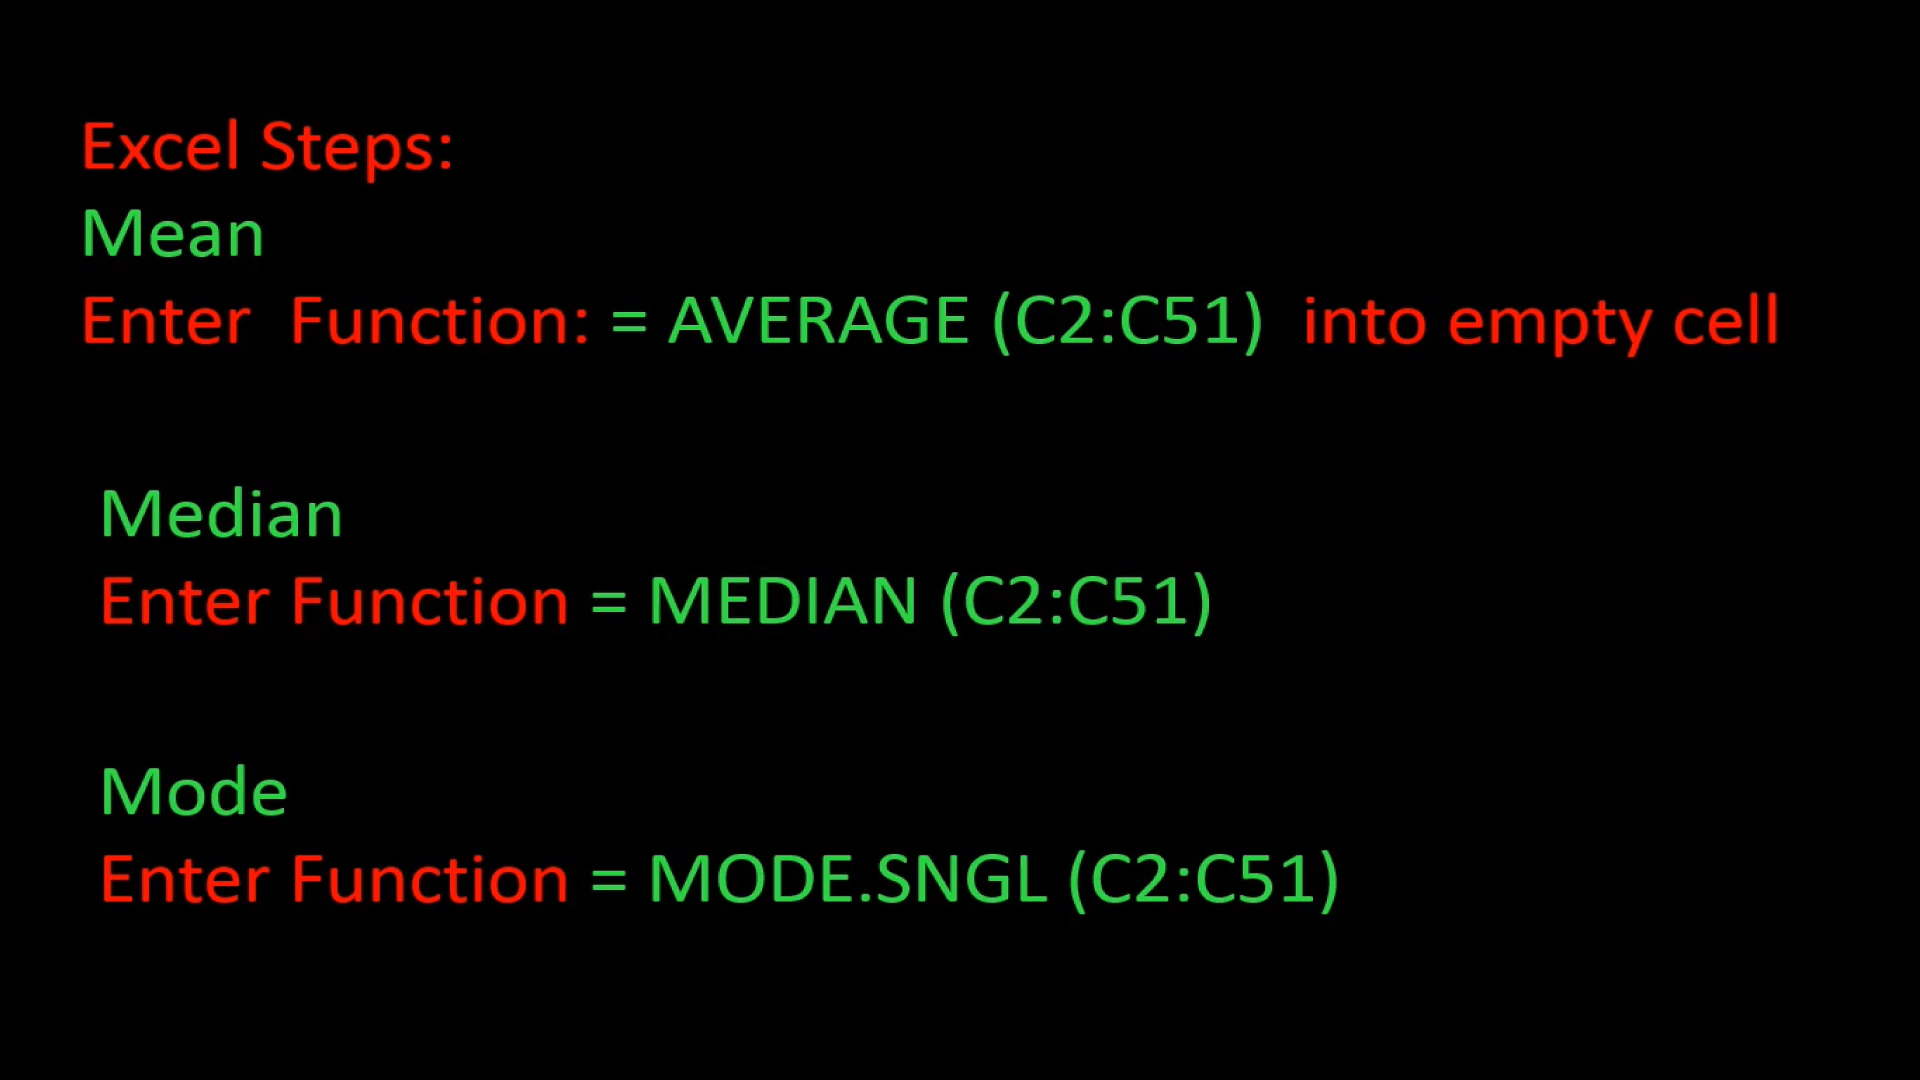 Excel Steps:
Mean
Enter  Function: = AVERAGE (C2:C51)  into empty cell
Median
Enter Function = MEDIAN (C2:C51)
Mode
Enter Function = MODE.SNGL (C2:C51)